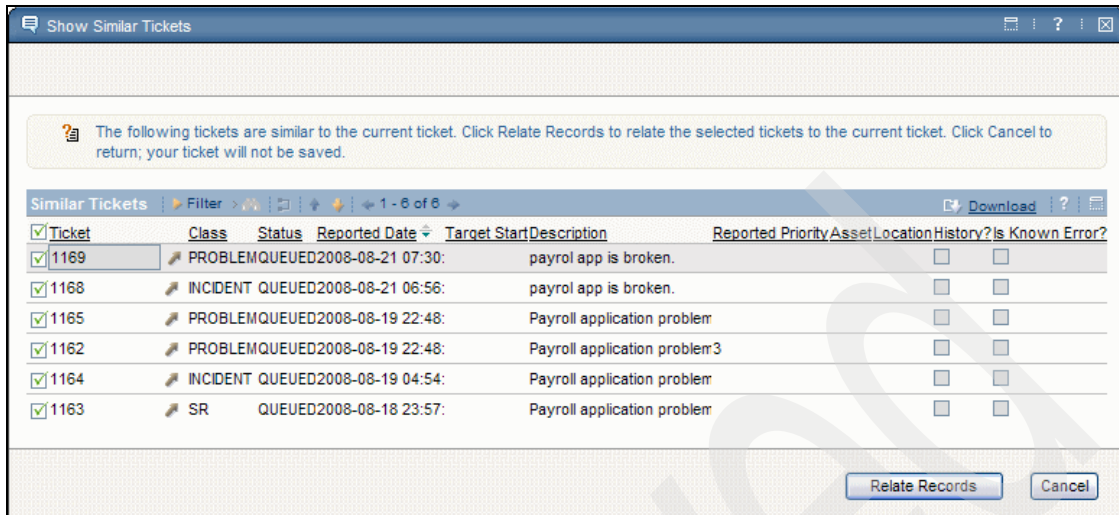 Show Similar Tickets
The following tickets are similar to the current ticket. Click Relate Records to relate the selected tickets to the current ticket. Click Cancel to
return; your ticket will not be saved.
Similar Tickets Filter 1 - 6 of 6 Download ?
Ticket Class Status Reported Date Target Start Description Reported Priority Asset Location History? Is Known Error?
1169 PROBLEM QUEUED 2008-08-21 07:30: payrol app is broken.
1168 INCIDENT QUEUED 2008-08-21 06:56: payrol app is broken.
1165 PROBLEM QUEUED 2008-08-19 22:48: Payroll application problem
1162 PROBLEM QUEUED 2008-08-19 22:48: Payroll application problem 3
1164 INCIDENT QUEUED 2008-08-19 04:54: Payroll application problem
1163 SR QUEUED 2008-08-18 23:57: Payroll application problem
Relate Records Cancel